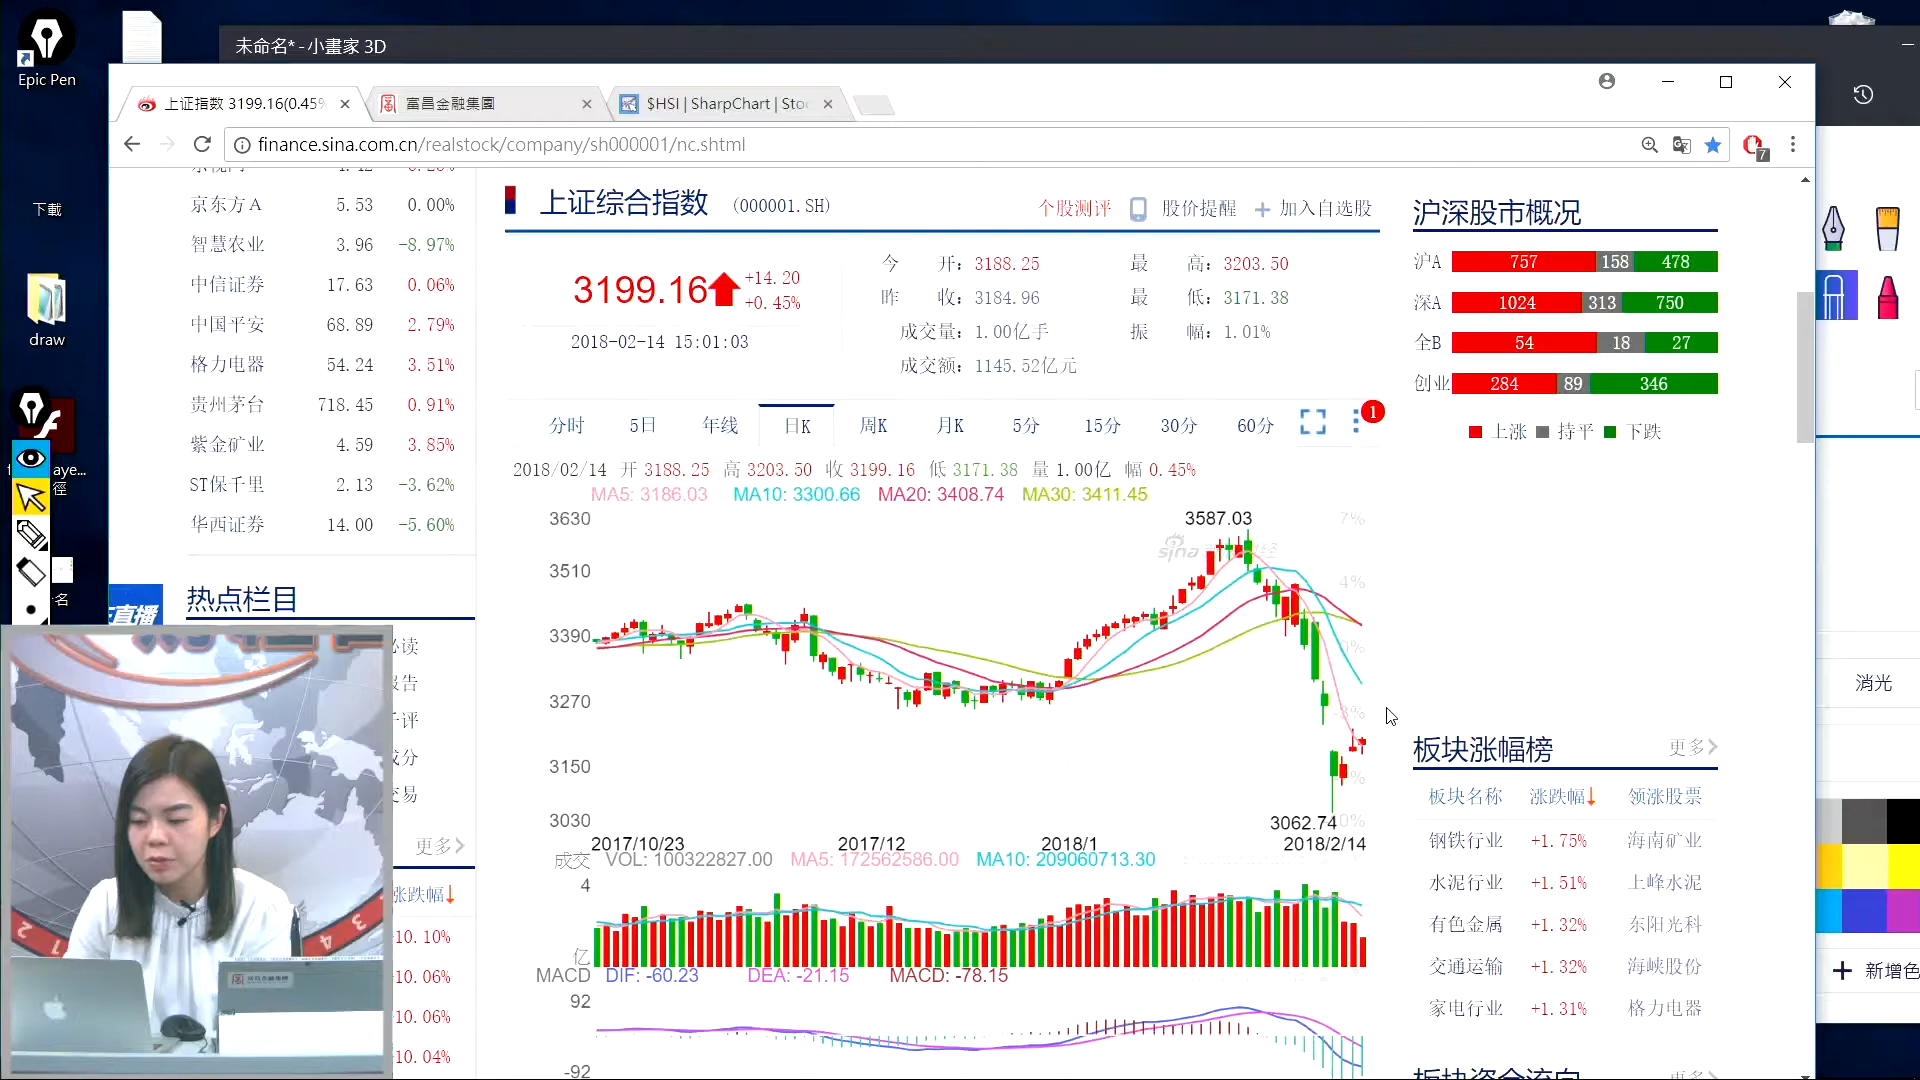 Epic Pen
未命名* - 小畫家 3D
上证指数 3199.16(0.45%
富昌金融集團
$HSI | SharpChart | Stoc
finance.sina.com.cn/realstock/company/sh000001/nc.shtml
7
下載
draw
京东方A 5.53 0.00%
智慧农业 3.96 -8.97%
中信证券 17.63 0.06%
中国平安 68.89 2.79%
格力电器 54.24 3.51%
贵州茅台 718.45 0.91%
紫金矿业 4.59 3.85%
ST保千里 2.13 -3.62%
华西证券 14.00 -5.60%
热点栏目
直播
更多
涨跌幅
10.10%
10.06%
10.06%
10.04%
上证综合指数 (000001.SH)
个股测评 股价提醒 加入自选股
3199.16 +14.20
+0.45%
2018-02-14 15:01:03
今 开: 3188.25 最 高: 3203.50
昨 收: 3184.96 最 低: 3171.38
成交量: 1.00亿手 振 幅: 1.01%
成交额: 1145.52亿元
分时 5日 年线 日K 周K 月K 5分 15分 30分 60分 1
2018/02/14 开 3188.25 高 3203.50 收 3199.16 低 3171.38 量 1.00亿 幅 0.45%
MA5: 3186.03 MA10: 3300.66 MA20: 3408.74 MA30: 3411.45
3630 3587.03 7%
sina
3510 4%
3390 0%
3270 -3%
3150
3030 3062.74
2017/10/23 2017/12 2018/1 2018/2/14
成交 VOL: 100322827.00 MA5: 172562586.00 MA10: 209060713.30
4
亿
MACD DIF: -60.23 DEA: -21.15 MACD: -78.15
92
-92
沪深股市概况
沪A 757 158 478
深A 1024 313 750
全B 54 18 27
创业 284 89 346
上涨 持平 下跌
板块涨幅榜 更多
板块名称 涨跌幅 领涨股票
钢铁行业 +1.75% 海南矿业
水泥行业 +1.51% 上峰水泥
有色金属 +1.32% 东阳光科
交通运输 +1.32% 海峡股份
家电行业 +1.31% 格力电器
板块资金流向 更多
消光
新增色